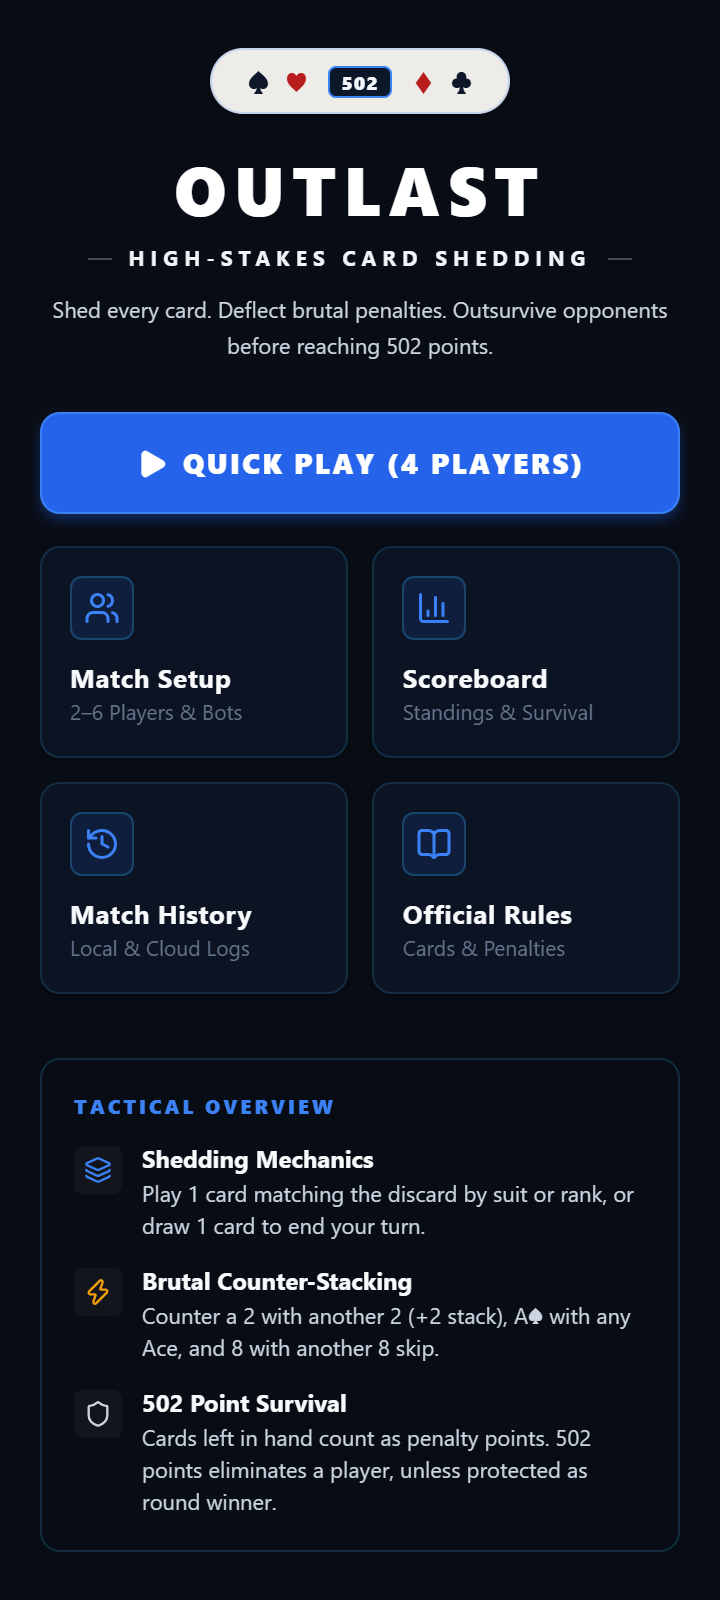 ♠ ♥ 502 ♦ ♣
OUTLAST
— HIGH-STAKES CARD SHEDDING —
Shed every card. Deflect brutal penalties. Outsurvive opponents
before reaching 502 points.
QUICK PLAY (4 PLAYERS)
Match Setup
2–6 Players & Bots
Scoreboard
Standings & Survival
Match History
Local & Cloud Logs
Official Rules
Cards & Penalties
TACTICAL OVERVIEW
Shedding Mechanics
Play 1 card matching the discard by suit or rank, or
draw 1 card to end your turn.
Brutal Counter-Stacking
Counter a 2 with another 2 (+2 stack), A♠ with any
Ace, and 8 with another 8 skip.
502 Point Survival
Cards left in hand count as penalty points. 502
points eliminates a player, unless protected as
round winner.